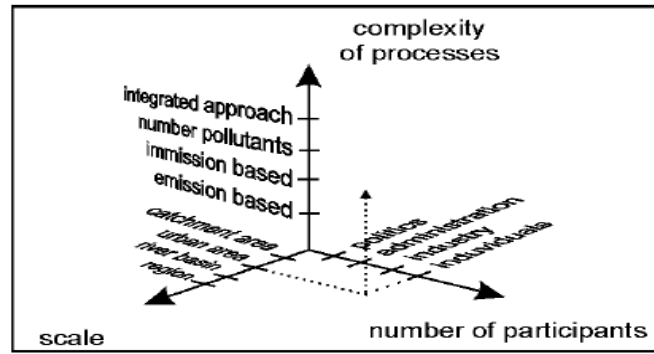 complexity
of processes
integrated approach
number pollutants
immission based
emission based
catchment area
urban area
river basin
region
politics
administration
industry
individuals
scale
number of participants